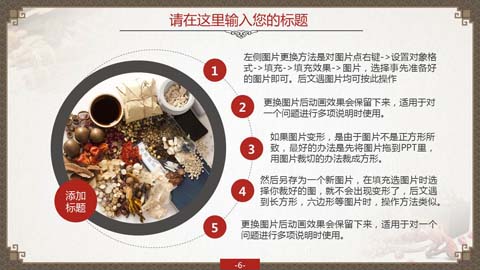 请在这里输入您的标题
1
左侧图片更换方法是对图片点右键->设置对象格
式->填充->填充效果->图片，选择事先准备好
的图片即可。后文遇图片均可按此操作
2
更换图片后动画效果会保留下来，适用于对
一个问题进行多项说明时使用。
3
如果图片变形，是由于图片不是正方形所
致，最好的办法是先将图片拖到PPT里，
用图片裁切的办法裁成方形。
4
然后另存为一个新图片，在填充选图片时选
择你裁好的图，就不会出现变形了，后文遇
到长方形，六边形等图片时，操作方法类似。
5
更换图片后动画效果会保留下来，适用于对一个
问题进行多项说明时使用。
添加
标题
-6-